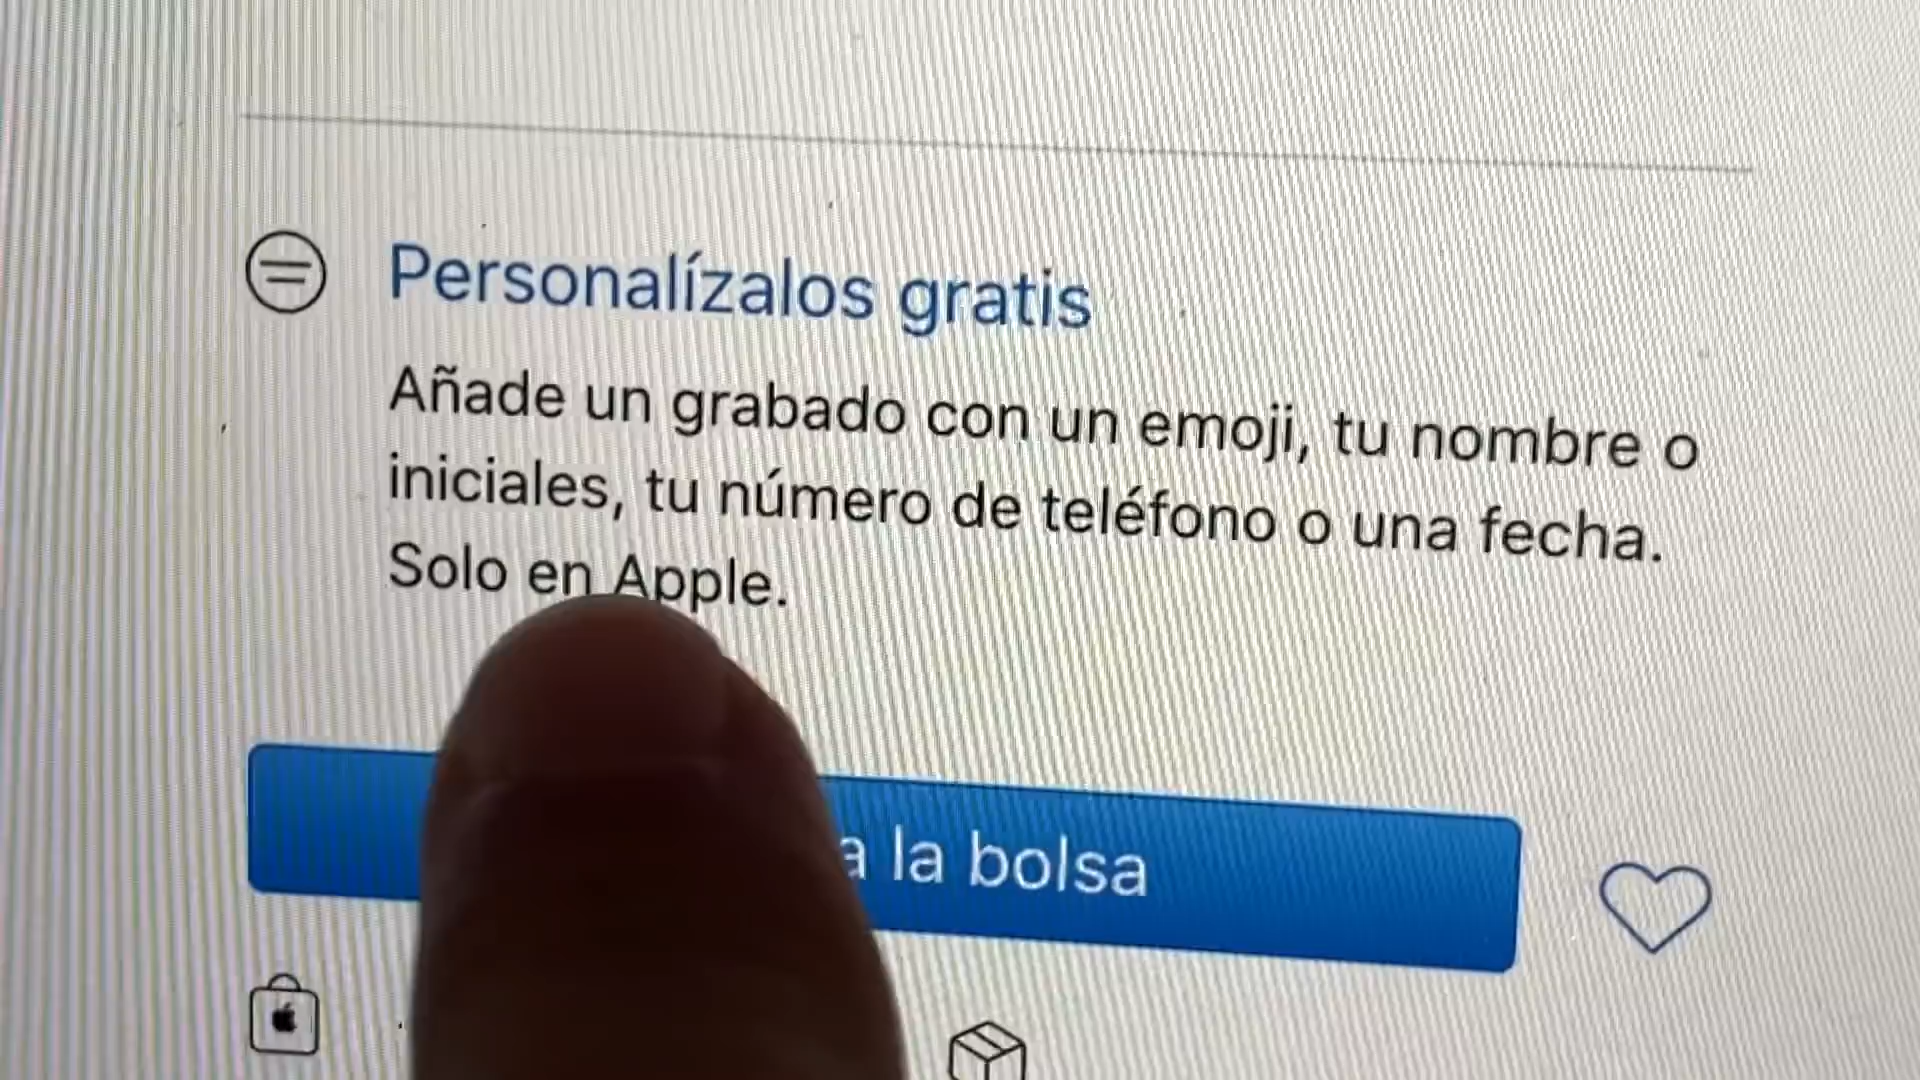 Personalízalos gratis
Añade un grabado con un emoji, tu nombre o
iniciales, tu número de teléfono o una fecha.
Solo en Apple.
a la bolsa